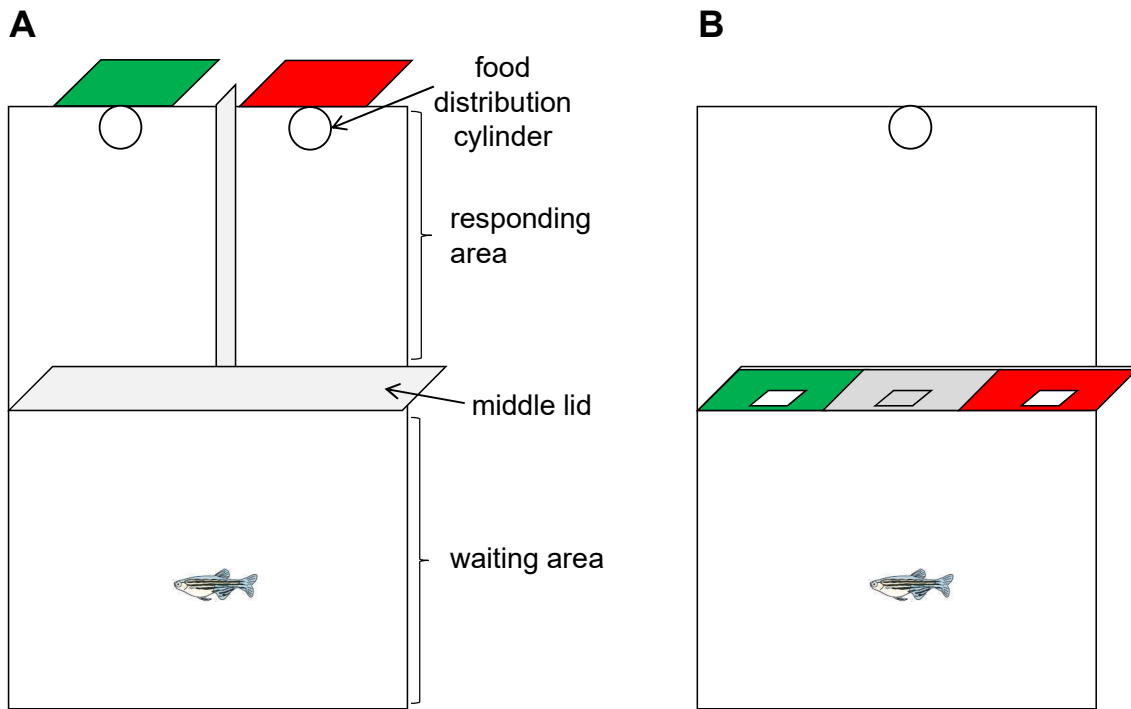 A
B
food
distribution
cylinder
responding
area
middle lid
waiting area